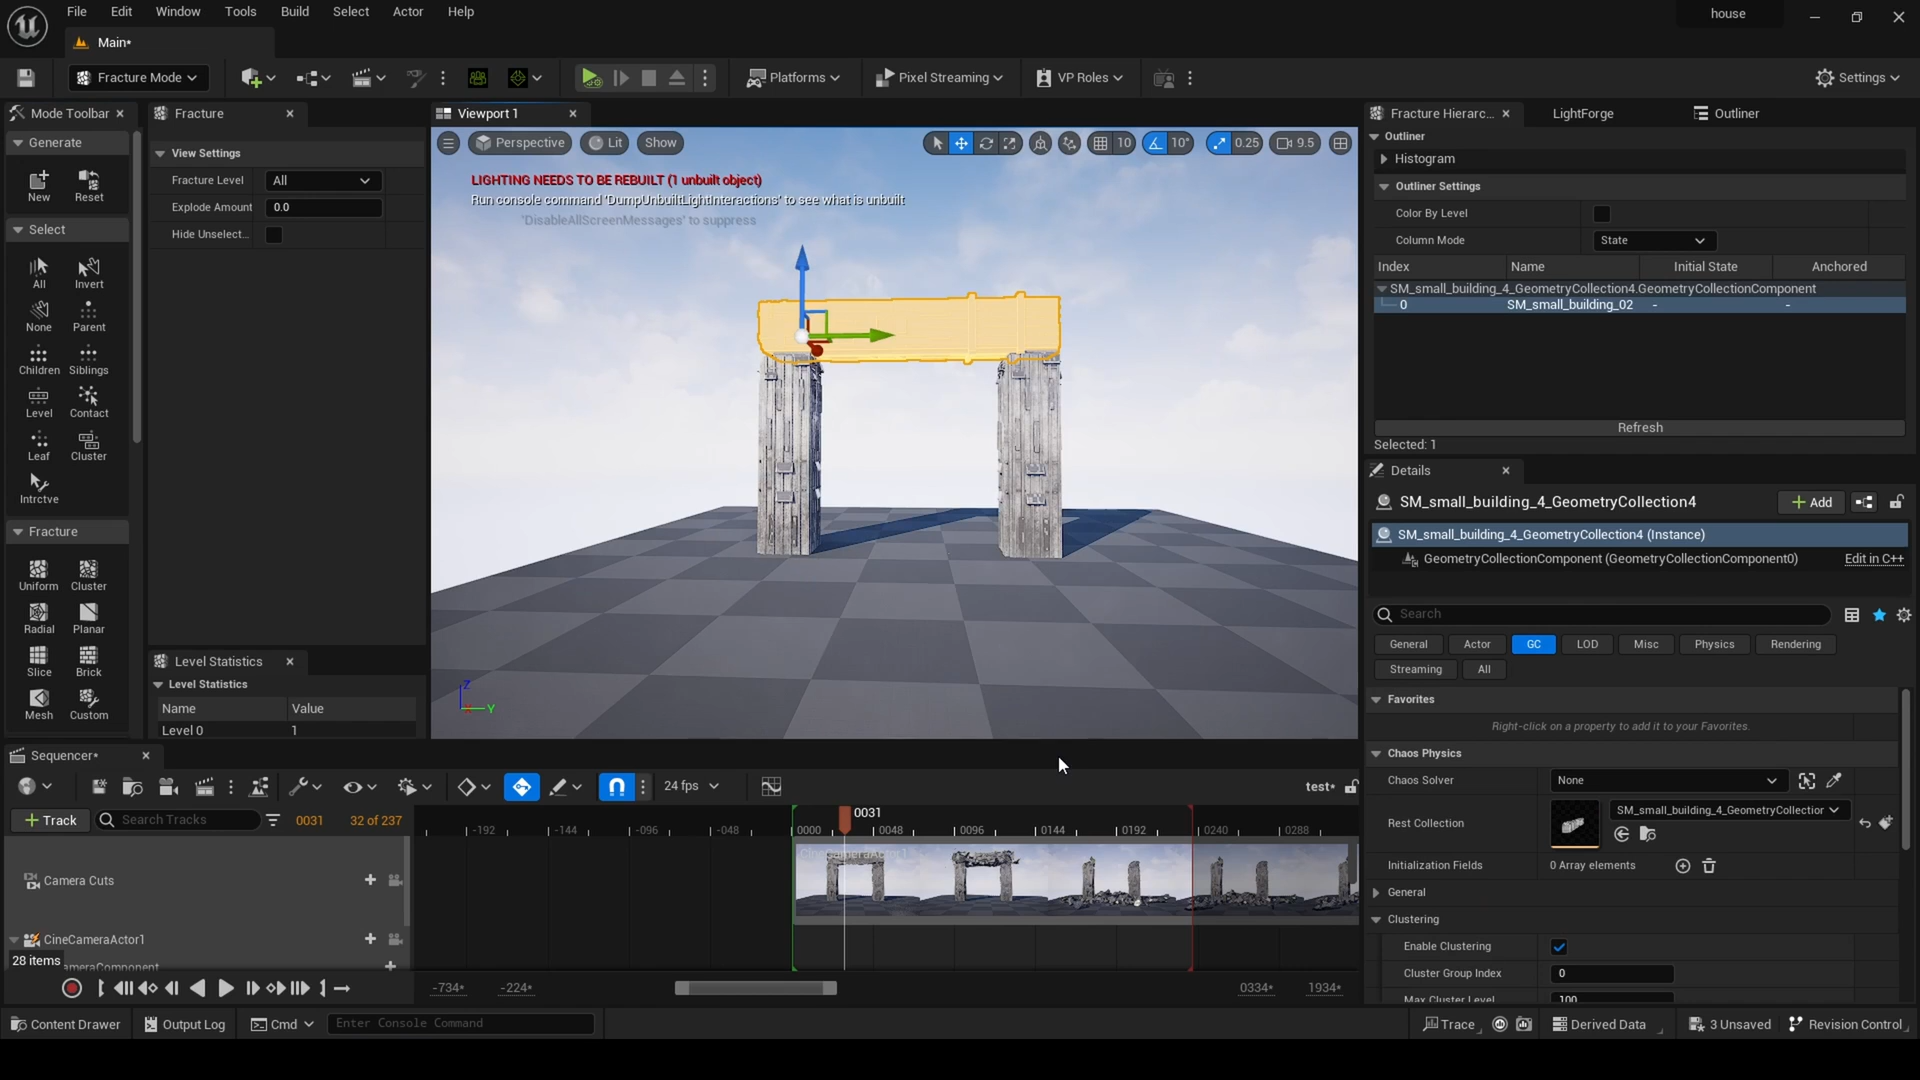 File Edit Window Tools Build Select Actor Help
house
Main*
Fracture Mode
Platforms
Pixel Streaming
VP Roles
Settings
Mode Toolbar
Generate
New Reset
Select
All Invert
None Parent
Children Siblings
Level Contact
Leaf Cluster
Intrctve
Fracture
Uniform Cluster
Radial Planar
Slice Brick
Mesh Custom
Fracture
View Settings
Fracture Level All
Explode Amount 0.0
Hide Unselect...
Level Statistics
Level Statistics
Name Value
Level 0 1
Viewport 1
Perspective Lit Show
10 10° 0.25 9.5
LIGHTING NEEDS TO BE REBUILT (1 unbuilt object)
Run console command 'DumpUnbuiltLightInteractions' to see what is unbuilt
'DisableAllScreenMessages' to suppress
Z
Y
Fracture Hierarc... LightForge Outliner
Outliner
Histogram
Outliner Settings
Color By Level
Column Mode State
Index Name Initial State Anchored
SM_small_building_4_GeometryCollection4.GeometryCollectionComponent
0 SM_small_building_02 - -
Refresh
Selected: 1
Details
SM_small_building_4_GeometryCollection4 + Add
SM_small_building_4_GeometryCollection4 (Instance)
GeometryCollectionComponent (GeometryCollectionComponent0) Edit in C++
Search
General Actor GC LOD Misc Physics Rendering
Streaming All
Favorites
Right-click on a property to add it to your Favorites.
Chaos Physics
Chaos Solver None
Rest Collection SM_small_building_4_GeometryCollection
Initialization Fields 0 Array elements
General
Clustering
Enable Clustering
Cluster Group Index 0
Max Cluster Level 100
Sequencer*
24 fps
test*
+ Track Search Tracks 0031 32 of 237
0031
-192 -144 -096 -048 0000 0048 0096 0144 0192 0240 0288
CineCameraActor1
Camera Cuts
CineCameraActor1
28 items
ameraComponent
-734* -224* 0334* 1934*
Content Drawer Output Log Cmd Enter Console Command
Trace Derived Data 3 Unsaved Revision Control